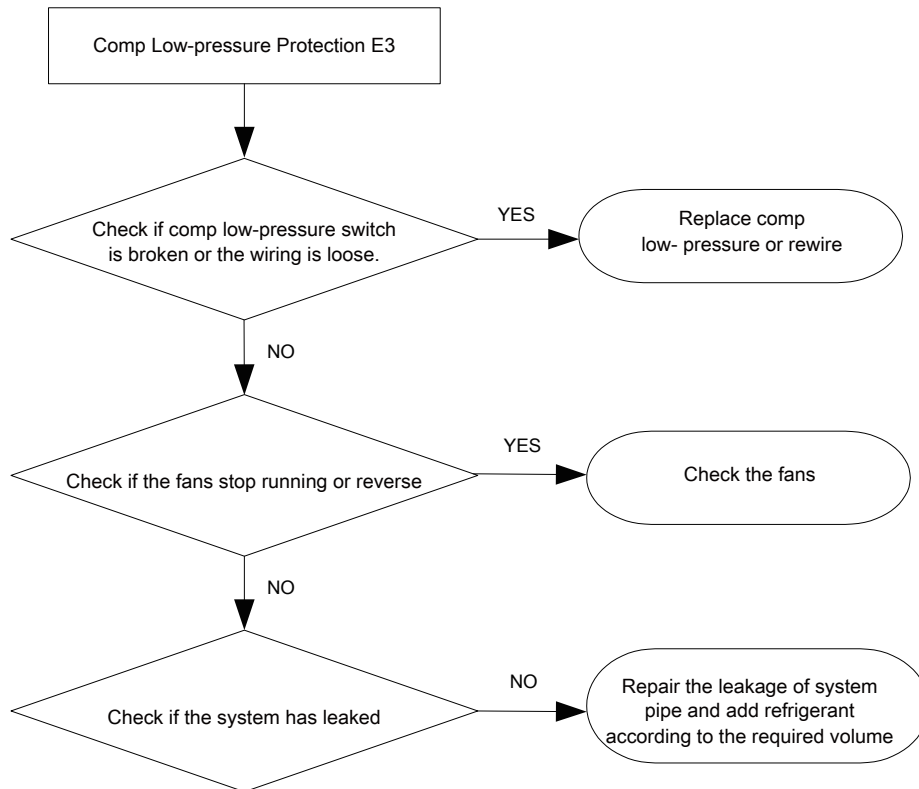 Comp Low-pressure Protection E3
Check if comp low-pressure switch
is broken or the wiring is loose.
YES
Replace comp
low- pressure or rewire
NO
Check if the fans stop running or reverse
YES
Check the fans
NO
Check if the system has leaked
NO
Repair the leakage of system
pipe and add refrigerant
according to the required volume